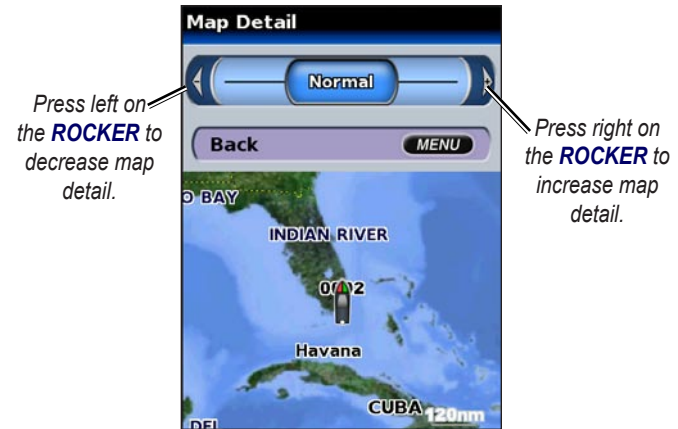 Map Detail
Normal
Press left on
the ROCKER to
decrease map
detail.
Press right on
the ROCKER to
increase map
detail.
Back MENU
O BAY
INDIAN RIVER
Havana
CUBA
120nm